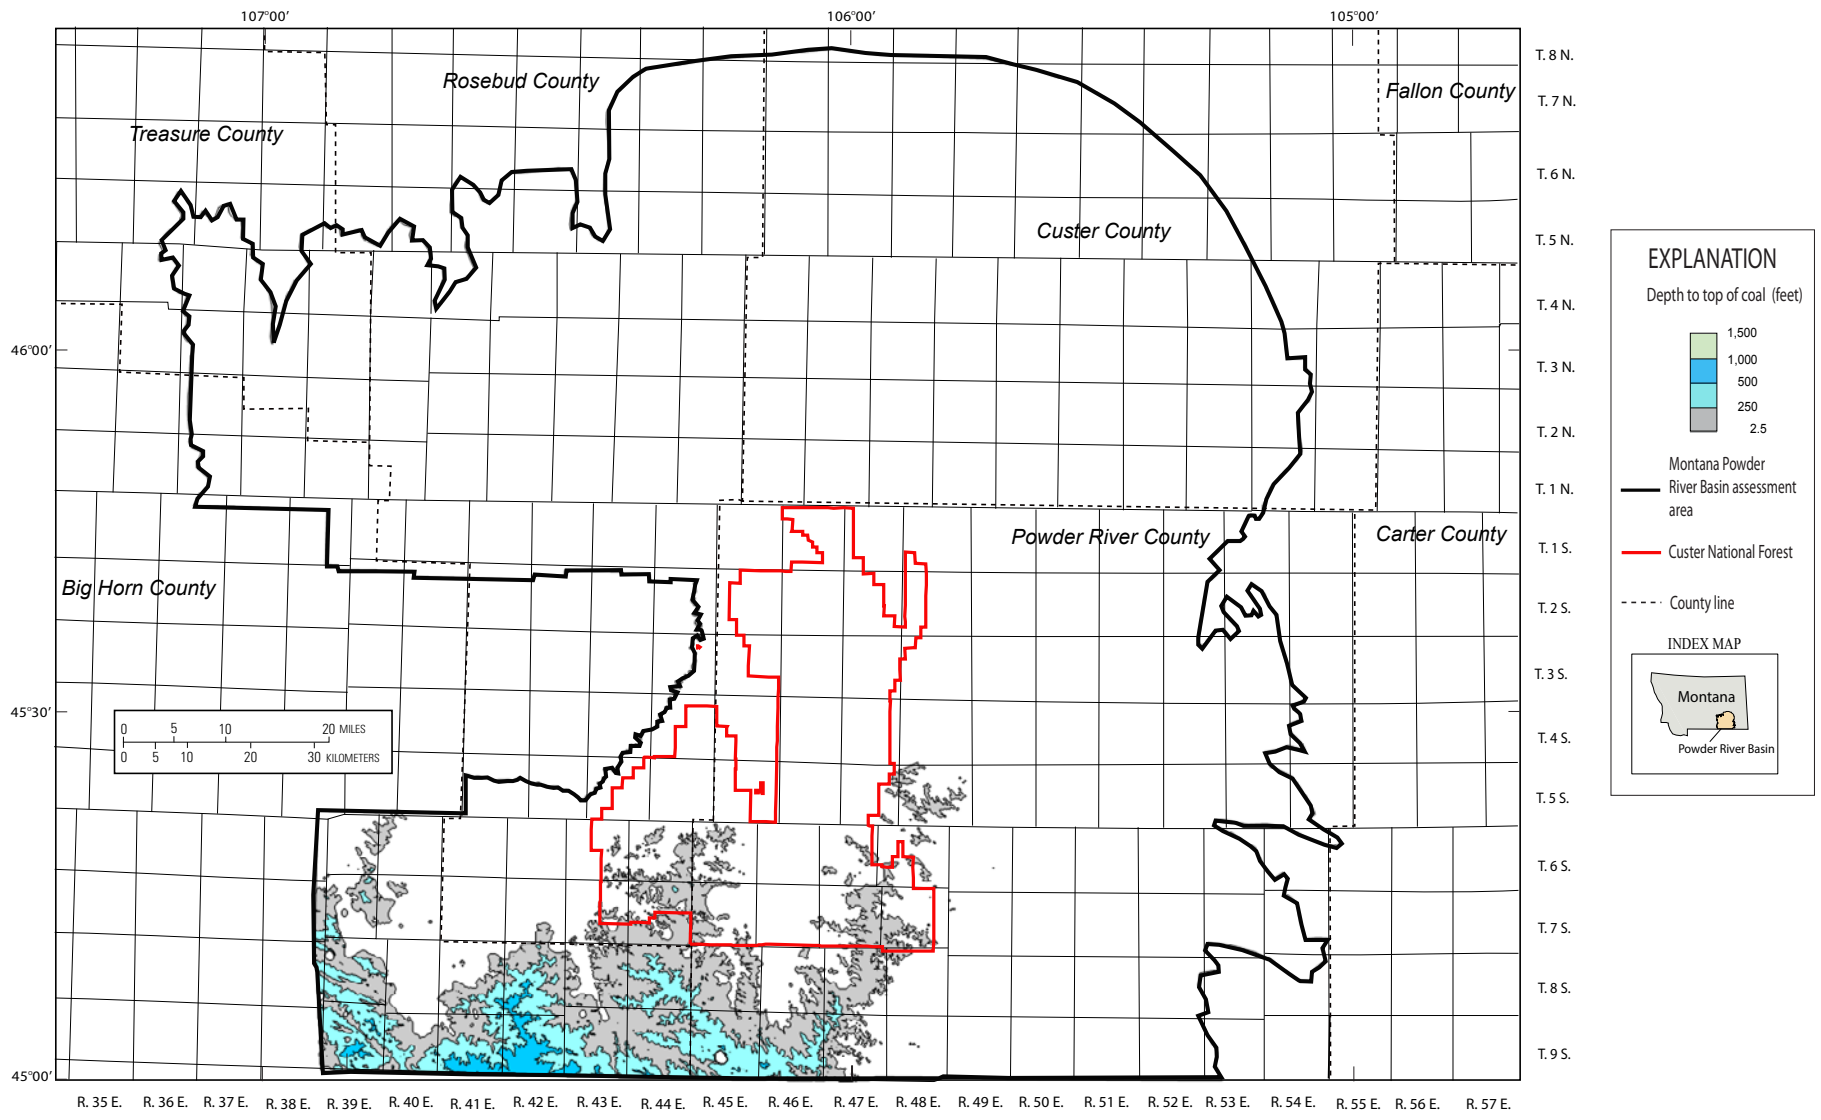 107°00′ 106°00′ 105°00′
T. 8 N.
Rosebud County
Fallon County
T. 7 N.
Treasure County
T. 6 N.
Custer County
T. 5 N.
T. 4 N.
46°00′
T. 3 N.
T. 2 N.
T. 1 N.
Powder River County
Carter County
T. 1 S.
Big Horn County
T. 2 S.
T. 3 S.
45°30′
T. 4 S.
T. 5 S.
T. 6 S.
T. 7 S.
T. 8 S.
T. 9 S.
45°00′
0 5 10 20 MILES
0 5 10 20 30 KILOMETERS
R. 35 E. R. 36 E. R. 37 E. R. 38 E. R. 39 E. R. 40 E. R. 41 E. R. 42 E. R. 43 E. R. 44 E. R. 45 E. R. 46 E. R. 47 E. R. 48 E. R. 49 E. R. 50 E. R. 51 E. R. 52 E. R. 53 E. R. 54 E. R. 55 E. R. 56 E. R. 57 E.
EXPLANATION
Depth to top of coal (feet)
1,500
1,000
500
250
2.5
Montana Powder
River Basin assessment
area
Custer National Forest
County line
INDEX MAP
Montana
Powder River Basin